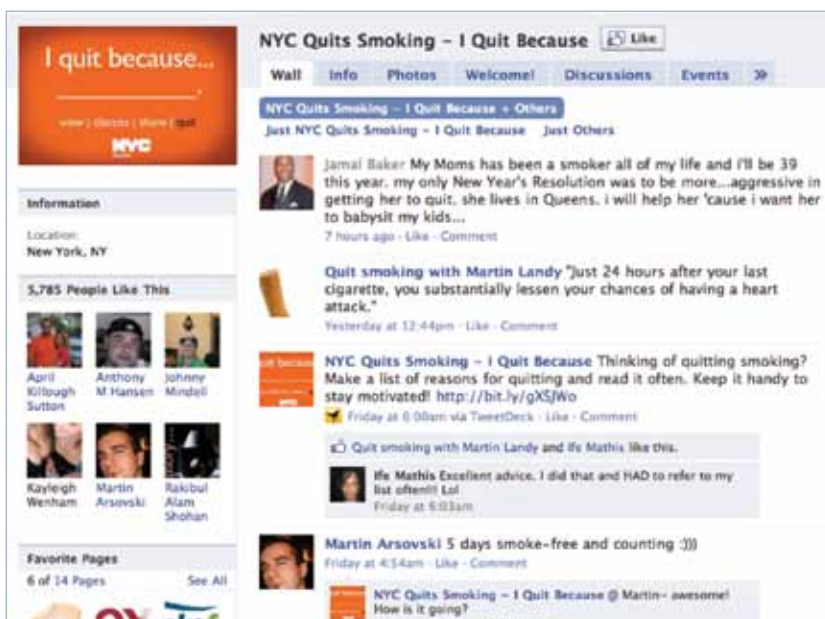 I quit because...
view | discuss | share | quit
NYC
Information
Location:
New York, NY
5,785 People Like This
April
Killough
Sutton
Anthony
M Hansen
Johnny
Mindell
Kayleigh
Wenham
Martin
Arsovski
Rakibul
Alam
Shohan
Favorite Pages
6 of 14 Pages
See All
NYC Quits Smoking – I Quit Because
Like
Wall Info Photos Welcome! Discussions Events »
NYC Quits Smoking – I Quit Because + Others
Just NYC Quits Smoking – I Quit Because Just Others
Jamal Baker My Moms has been a smoker all of my life and I'll be 39
this year. my only New Year's Resolution was to be more...aggressive in
getting her to quit. she lives in Queens. i will help her 'cause i want her
to babysit my kids...
7 hours ago · Like · Comment
Quit smoking with Martin Landy "Just 24 hours after your last
cigarette, you substantially lessen your chances of having a heart
attack."
Yesterday at 12:44pm · Like · Comment
NYC Quits Smoking – I Quit Because Thinking of quitting smoking?
Make a list of reasons for quitting and read it often. Keep it handy to
stay motivated! http://bit.ly/gXSJWo
Friday at 6:00am via TweetDeck · Like · Comment
Quit smoking with Martin Landy and Ife Mathis like this.
Ife Mathis Excellent advice. I did that and HAD to refer to my
list often!!! Lol
Friday at 6:03am
Martin Arsovski 5 days smoke-free and counting :)))
Friday at 4:54am · Like · Comment
NYC Quits Smoking – I Quit Because @ Martin– awesome!
How is it going?